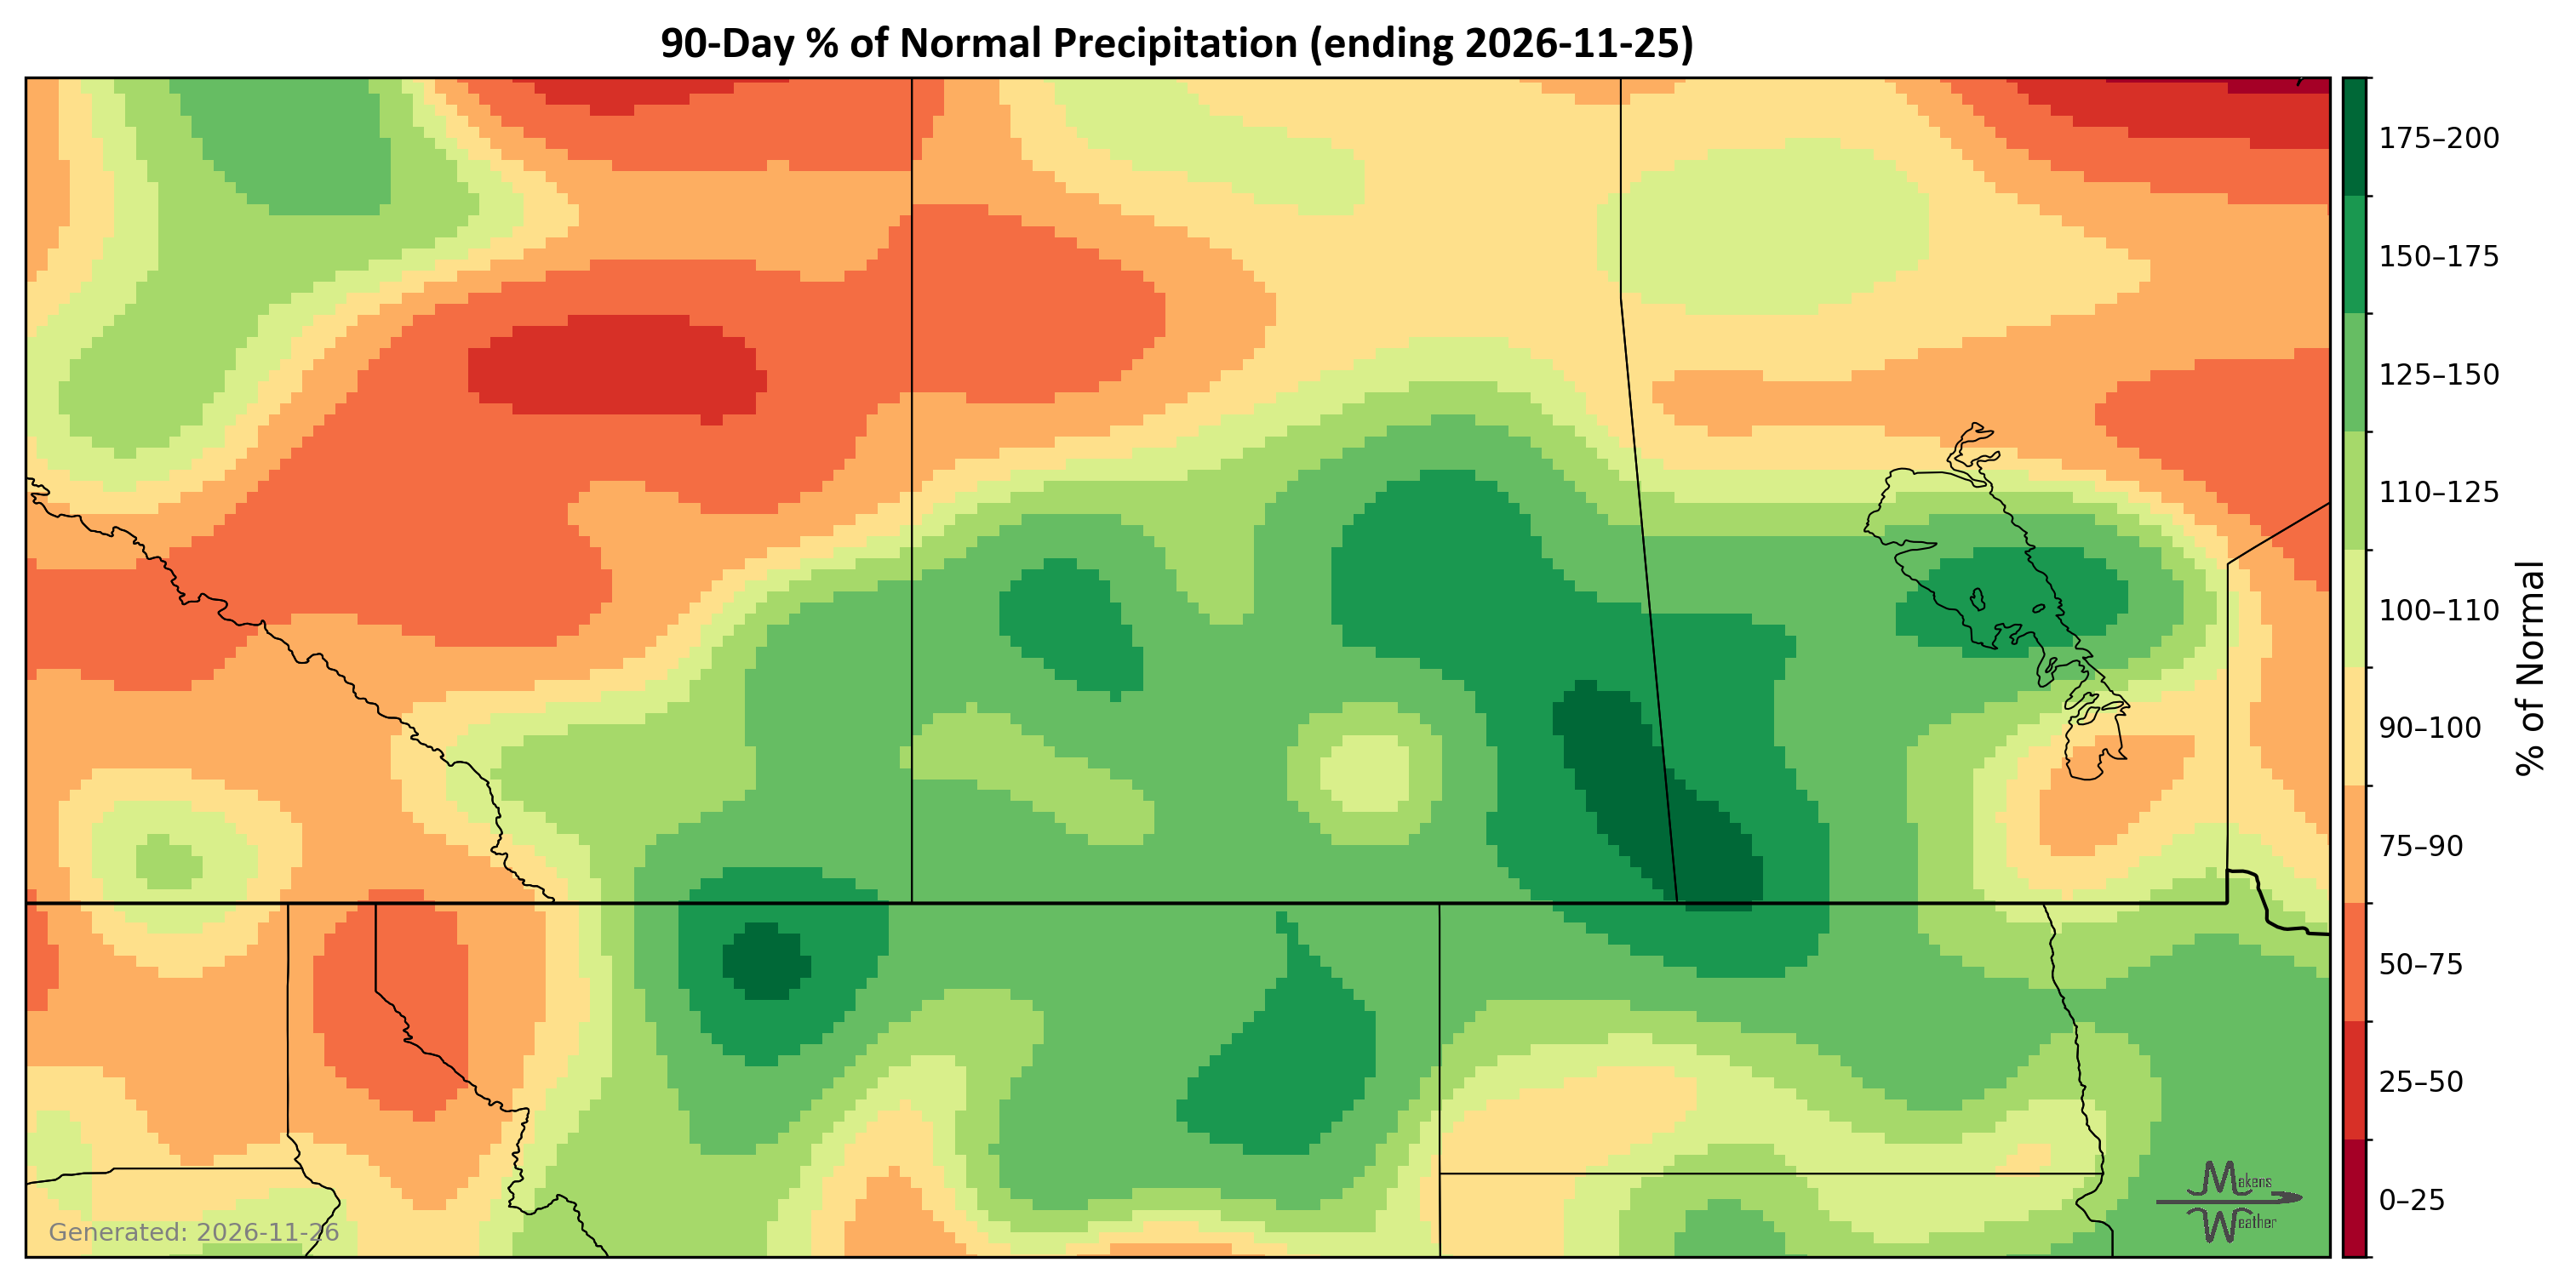 90-Day % of Normal Precipitation (ending 2026-11-25)
175–200
150–175
125–150
110–125
100–110
90–100
75–90
50–75
25–50
0–25
% of Normal
Makens
Weather
Generated: 2026-11-26